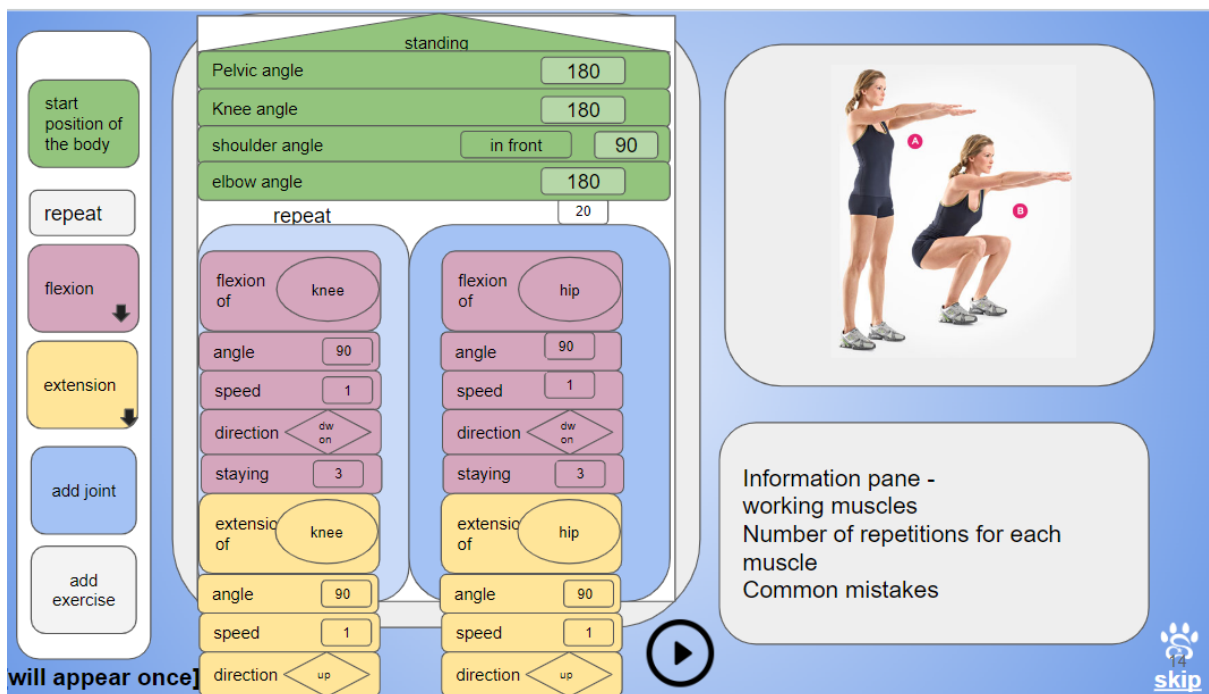 start
position of
the body
repeat
flexion
extension
add joint
add
exercise
[will appear once]
standing
Pelvic angle 180
Knee angle 180
shoulder angle in front 90
elbow angle 180
repeat 20
flexion
of
knee
angle 90
speed 1
direction dw
on
staying 3
extensic
of
knee
angle 90
speed 1
direction up
flexion
of
hip
angle 90
speed 1
direction dw
on
staying 3
extensic
of
hip
angle 90
speed 1
direction up
A
B
Information pane -
working muscles
Number of repetitions for each
muscle
Common mistakes
14
skip